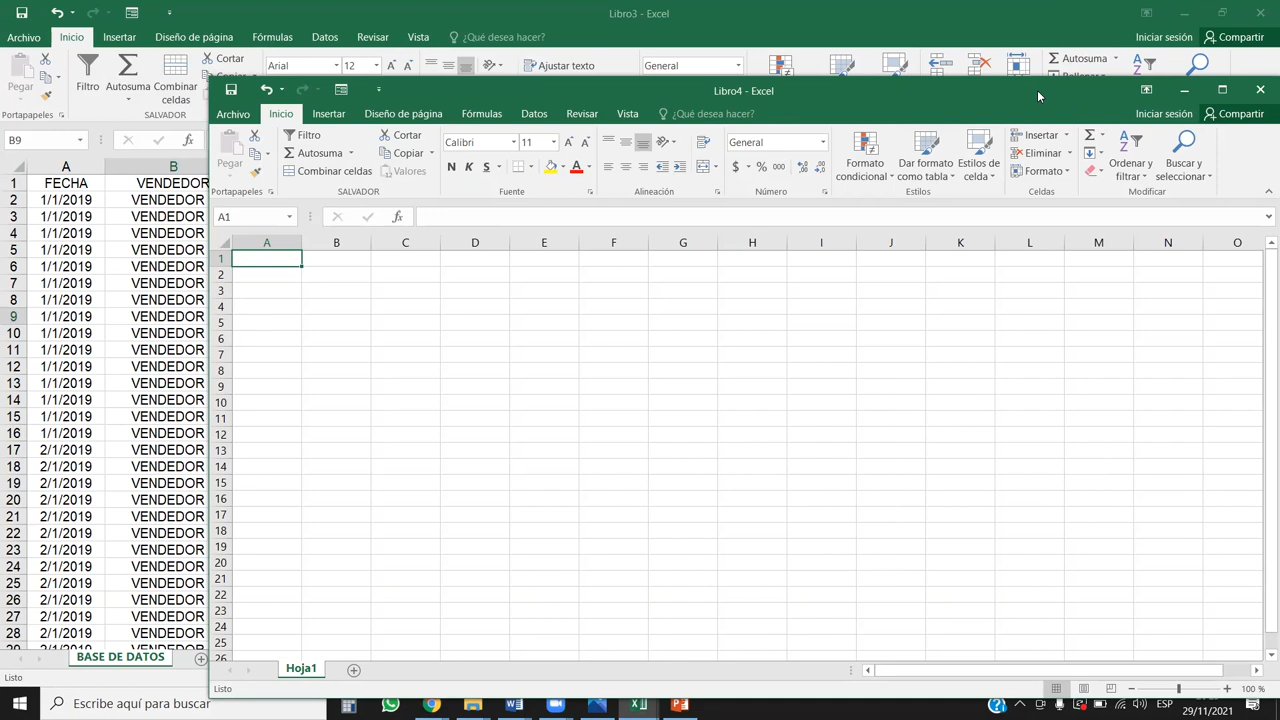 Libro3 - Excel
Archivo Inicio Insertar Diseño de página Fórmulas Datos Revisar Vista ¿Qué desea hacer? Iniciar sesión Compartir
Pegar Filtro Autosuma Combinar celdas Cortar Arial 12 Ajustar texto General Autosuma
Portapapeles SALVADOR
B9
A B
1 FECHA VENDEDOR
2 1/1/2019 VENDEDOR
3 1/1/2019 VENDEDOR
4 1/1/2019 VENDEDOR
5 1/1/2019 VENDEDOR
6 1/1/2019 VENDEDOR
7 1/1/2019 VENDEDOR
8 1/1/2019 VENDEDOR
9 1/1/2019 VENDEDOR
10 1/1/2019 VENDEDOR
11 1/1/2019 VENDEDOR
12 1/1/2019 VENDEDOR
13 1/1/2019 VENDEDOR
14 1/1/2019 VENDEDOR
15 1/1/2019 VENDEDOR
16 1/1/2019 VENDEDOR
17 2/1/2019 VENDEDOR
18 2/1/2019 VENDEDOR
19 2/1/2019 VENDEDOR
20 2/1/2019 VENDEDOR
21 2/1/2019 VENDEDOR
22 2/1/2019 VENDEDOR
23 2/1/2019 VENDEDOR
24 2/1/2019 VENDEDOR
25 2/1/2019 VENDEDOR
26 2/1/2019 VENDEDOR
27 2/1/2019 VENDEDOR
28 2/1/2019 VENDEDOR
BASE DE DATOS
Listo
Libro4 - Excel
Archivo Inicio Insertar Diseño de página Fórmulas Datos Revisar Vista ¿Qué desea hacer? Iniciar sesión Compartir
Filtro Cortar Calibri 11 General Insertar
Pegar Autosuma Copiar Formato condicional Dar formato como tabla Estilos de celda Eliminar Ordenar y filtrar Buscar y seleccionar
Combinar celdas Valores N K S $ % 000 Formato
Portapapeles SALVADOR Fuente Alineación Número Estilos Celdas Modificar
A1 fx
A B C D E F G H I J K L M N O
1
2
3
4
5
6
7
8
9
10
11
12
13
14
15
16
17
18
19
20
21
22
23
24
25
26
Hoja1
Listo 100 %
Escribe aquí para buscar ESP 6:15
29/11/2021